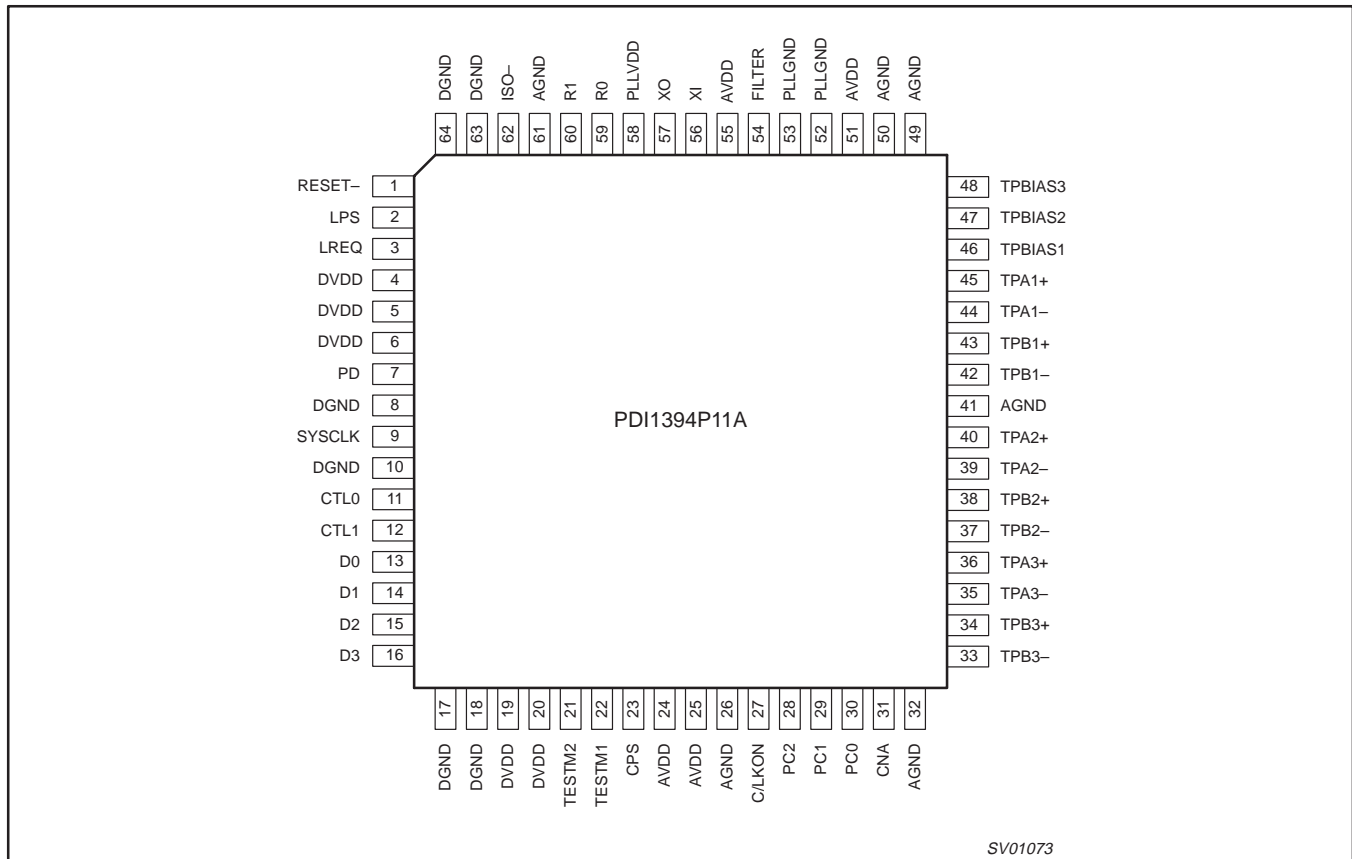 DGND DGND ISO– AGND R1 R0 PLLVDD XO XI AVDD FILTER PLLGND PLLGND AVDD AGND AGND
64 63 62 61 60 59 58 57 56 55 54 53 52 51 50 49
RESET– 1 48 TPBIAS3
LPS 2 47 TPBIAS2
LREQ 3 46 TPBIAS1
DVDD 4 45 TPA1+
DVDD 5 44 TPA1–
DVDD 6 43 TPB1+
PD 7 42 TPB1–
DGND 8 41 AGND
PDI1394P11A
SYSCLK 9 40 TPA2+
DGND 10 39 TPA2–
CTL0 11 38 TPB2+
CTL1 12 37 TPB2–
D0 13 36 TPA3+
D1 14 35 TPA3–
D2 15 34 TPB3+
D3 16 33 TPB3–
17 18 19 20 21 22 23 24 25 26 27 28 29 30 31 32
DGND DGND DVDD DVDD TESTM2 TESTM1 CPS AVDD AVDD AGND C/LKON PC2 PC1 PC0 CNA AGND
SV01073